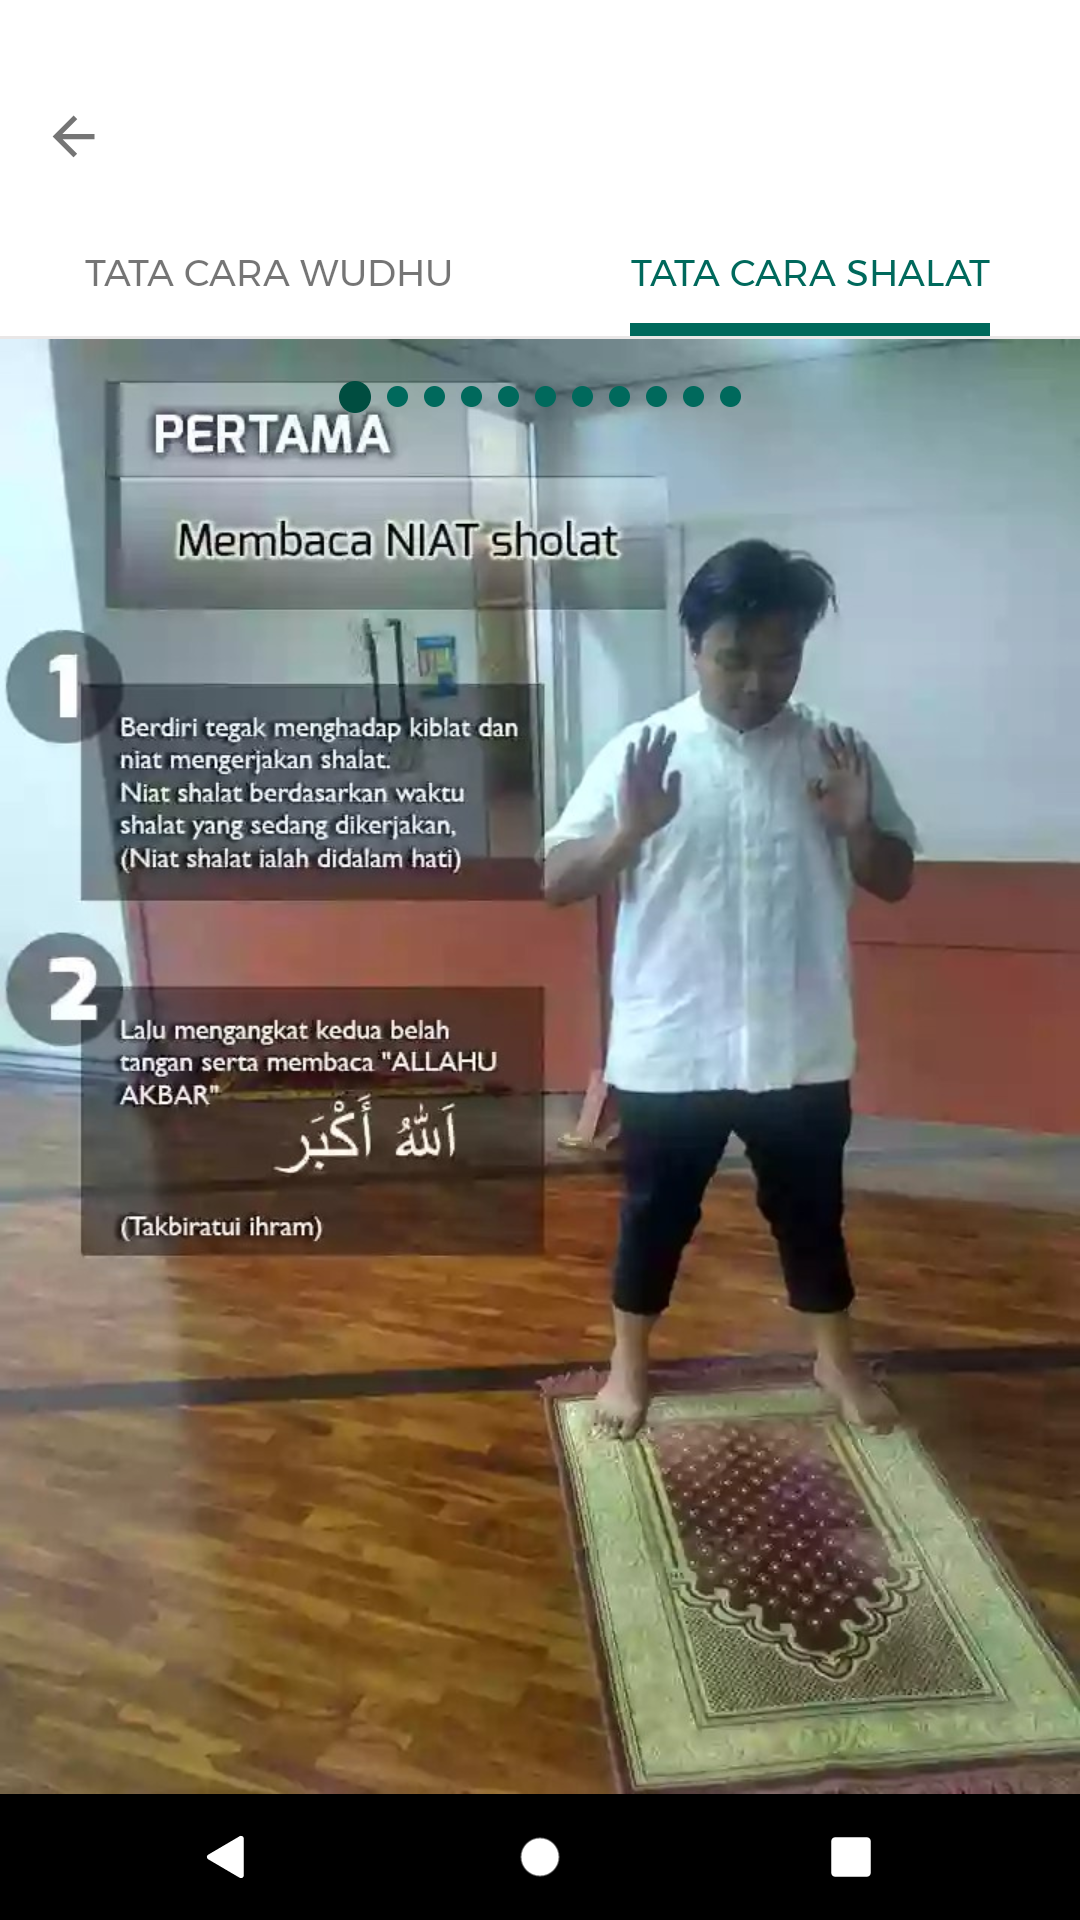 TATA CARA WUDHU
TATA CARA SHALAT
PERTAMA
Membaca NIAT sholat
1
Berdiri tegak menghadap kiblat dan
niat mengerjakan shalat.
Niat shalat berdasarkan waktu
shalat yang sedang dikerjakan,
(Niat shalat ialah didalam hati)
2
Lalu mengangkat kedua belah
tangan serta membaca "ALLAHU
AKBAR"
اَللهُ أَكْبَر
(Takbiratui ihram)